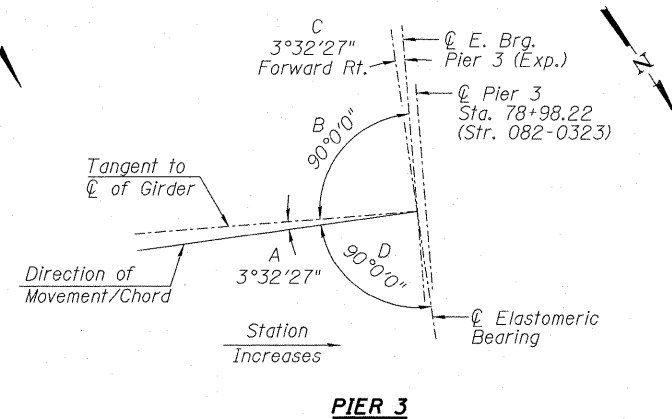 C
3°32'27"
Forward Rt.
℄ E. Brg.
Pier 3 (Exp.)
℄ Pier 3
Sta. 78+98.22
(Str. 082-0323)
N
B
90°0'0"
Tangent to
℄ of Girder
A
3°32'27"
D
90°0'0"
Direction of
Movement/Chord
℄ Elastomeric
Bearing
Station
Increases
PIER 3